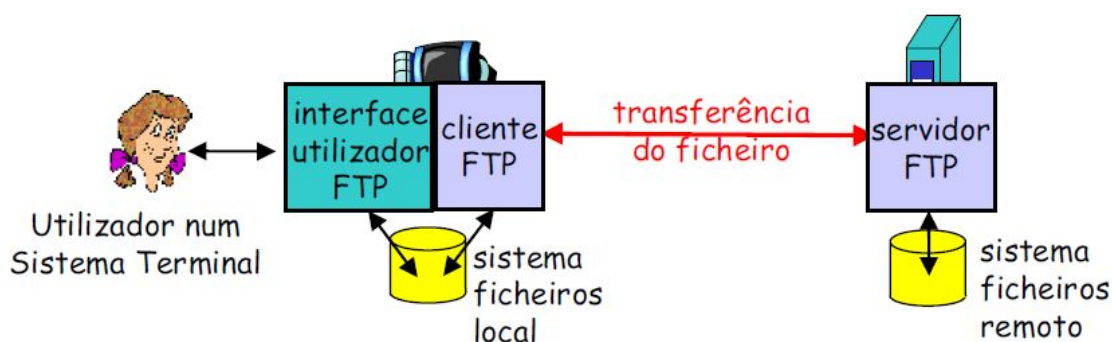 Utilizador num
Sistema Terminal
interface
utilizador
FTP
cliente
FTP
sistema
ficheiros
local
transferência
do ficheiro
servidor
FTP
sistema
ficheiros
remoto